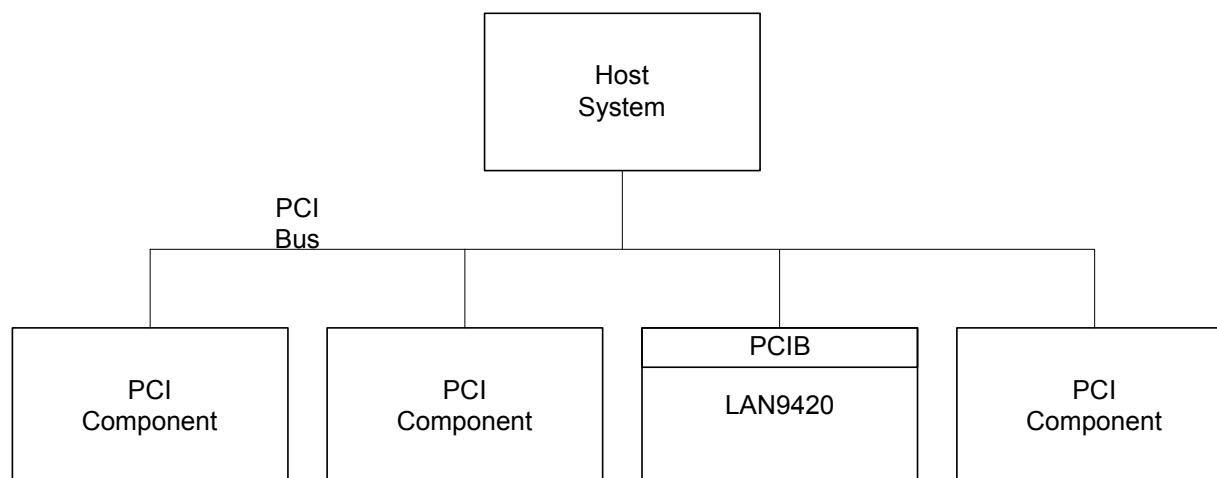 Host
System
PCI
Bus
PCI
Component
PCI
Component
PCIB
LAN9420
PCI
Component